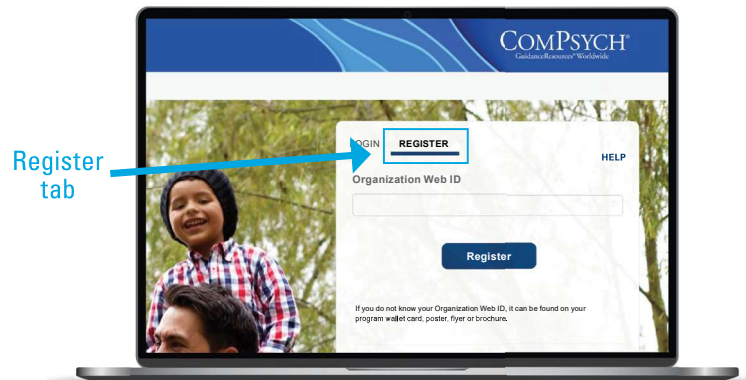 COMPSYCH®
GuidanceResources® Worldwide
Register
tab
LOGIN REGISTER
HELP
Organization Web ID
Register
If you do not know your Organization Web ID, it can be found on your
program wallet card, poster, flyer or brochure.